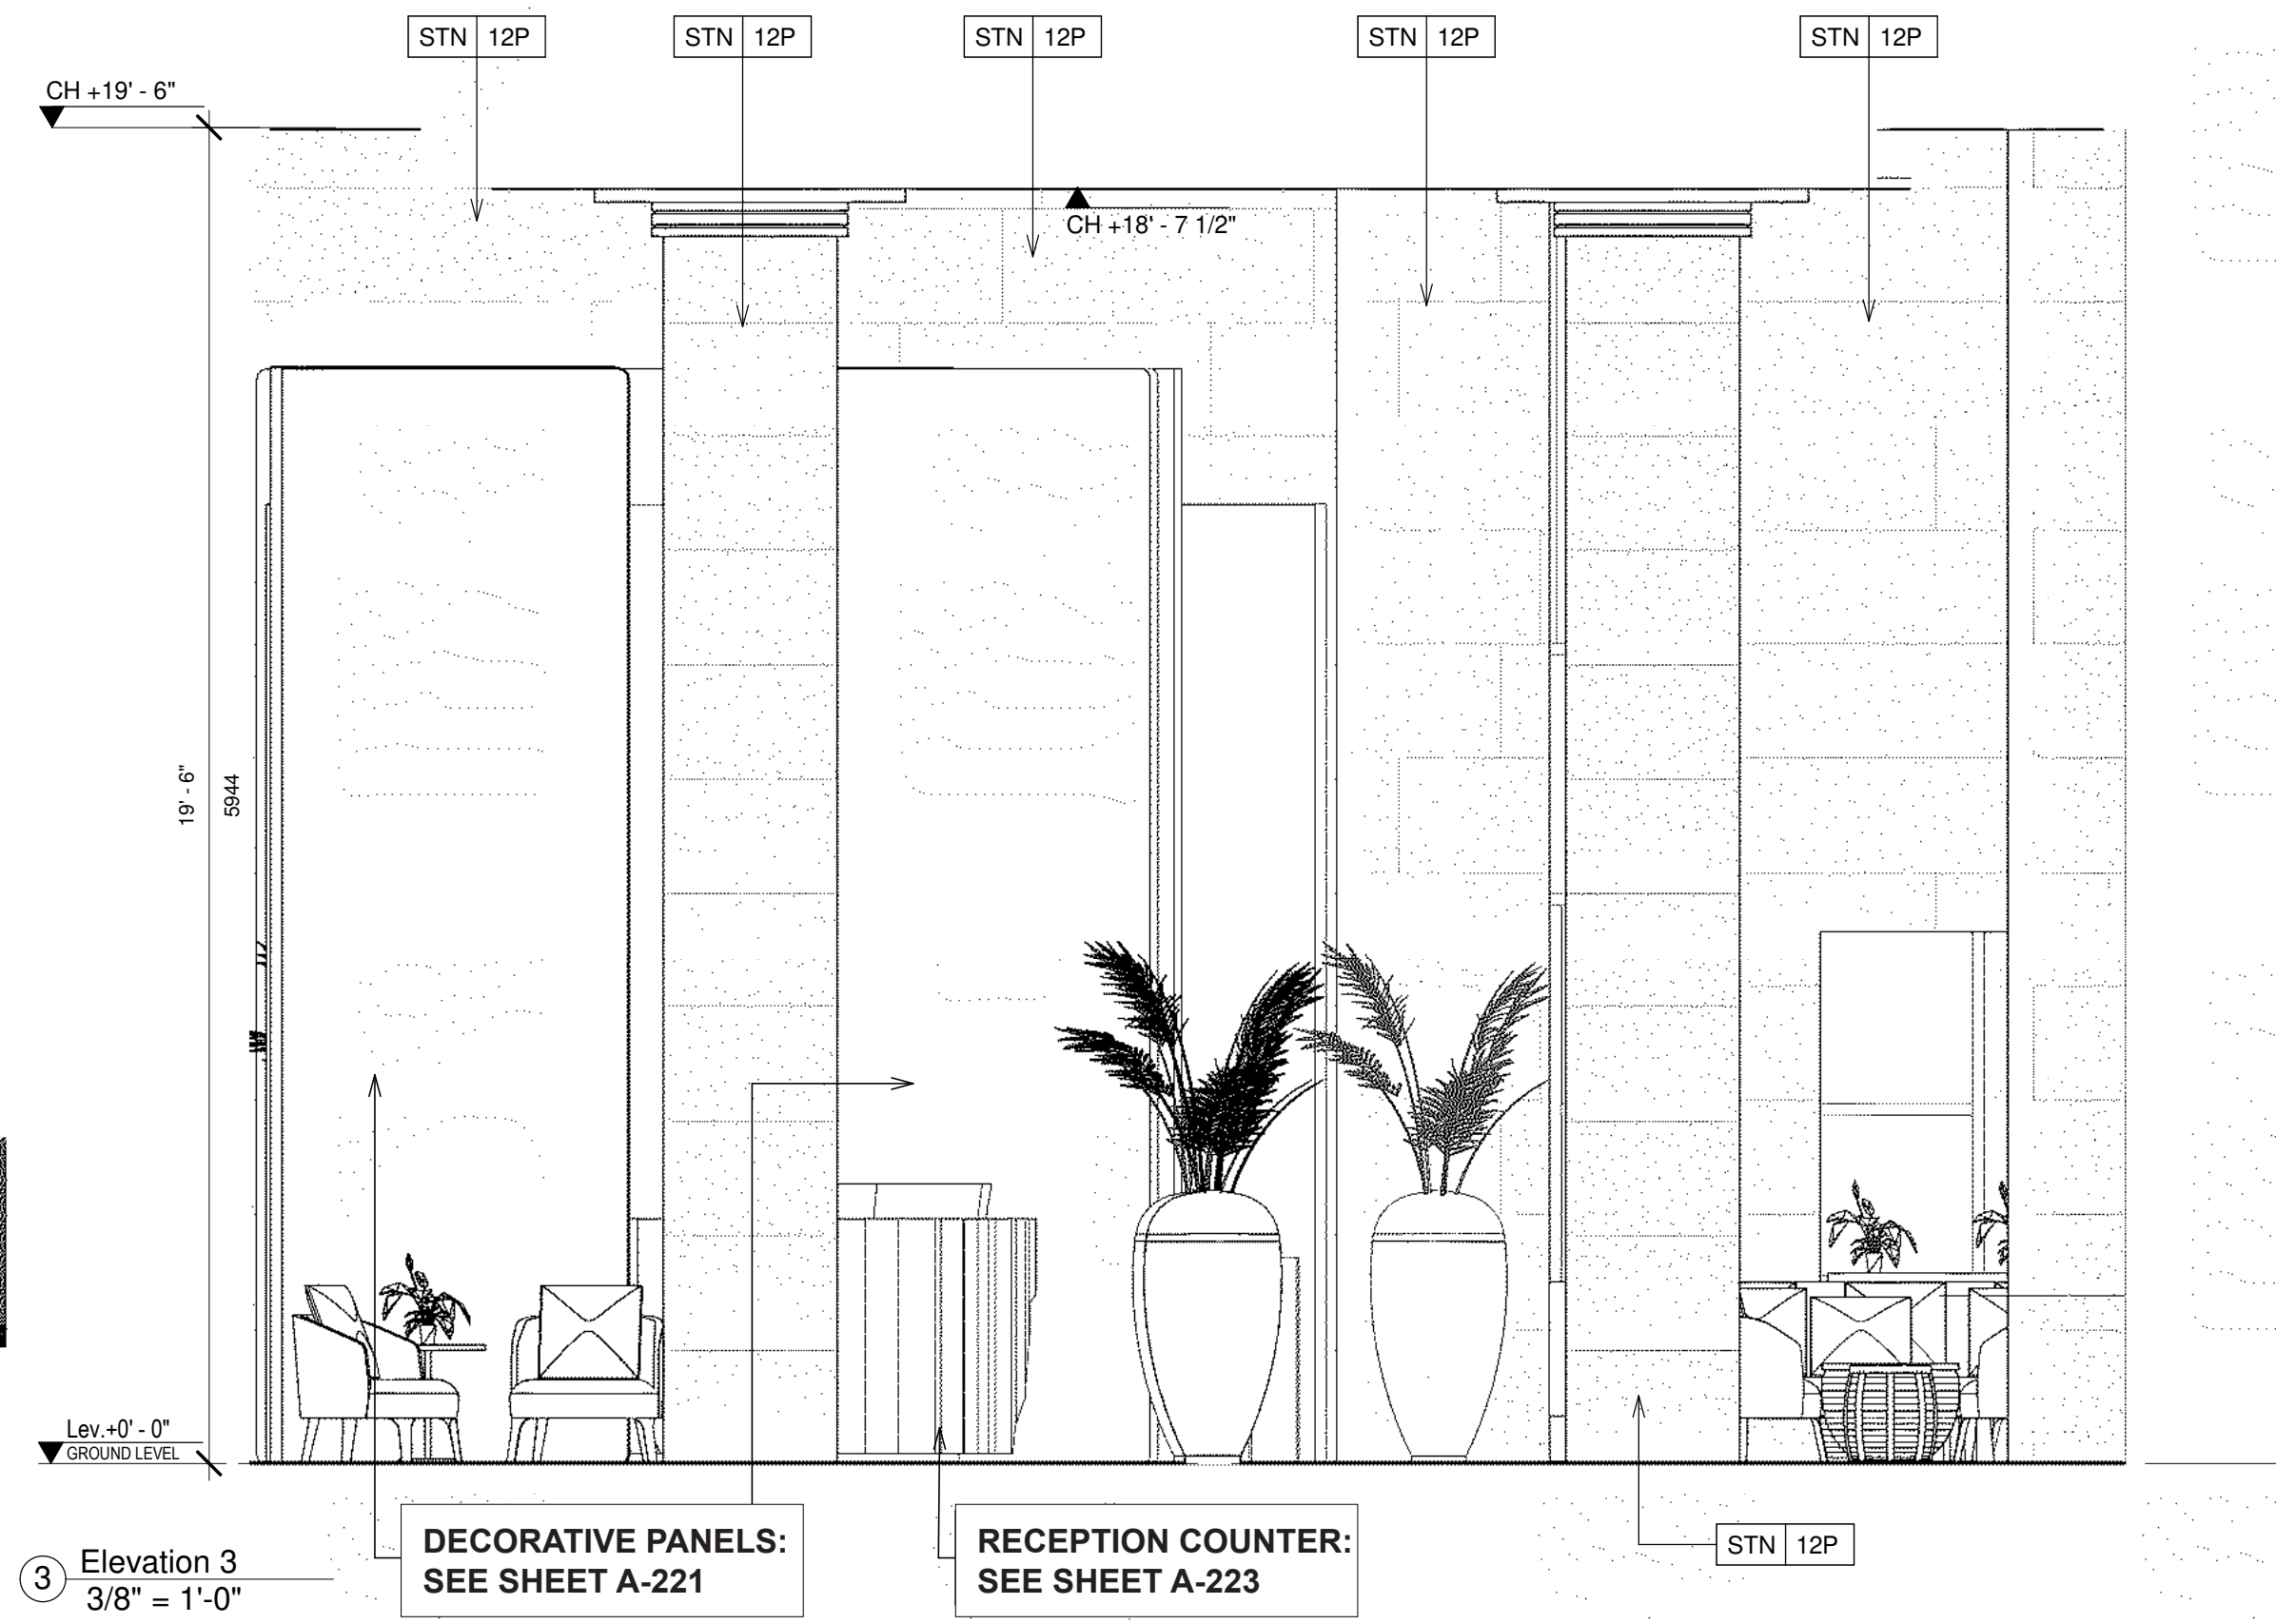 STN 12P STN 12P STN 12P STN 12P STN 12P
CH +19' - 6"
CH +18' - 7 1/2"
19' - 6"
5944
Lev.+0' - 0"
GROUND LEVEL
DECORATIVE PANELS:
SEE SHEET A-221
RECEPTION COUNTER:
SEE SHEET A-223
STN 12P
3 Elevation 3
3/8" = 1'-0"